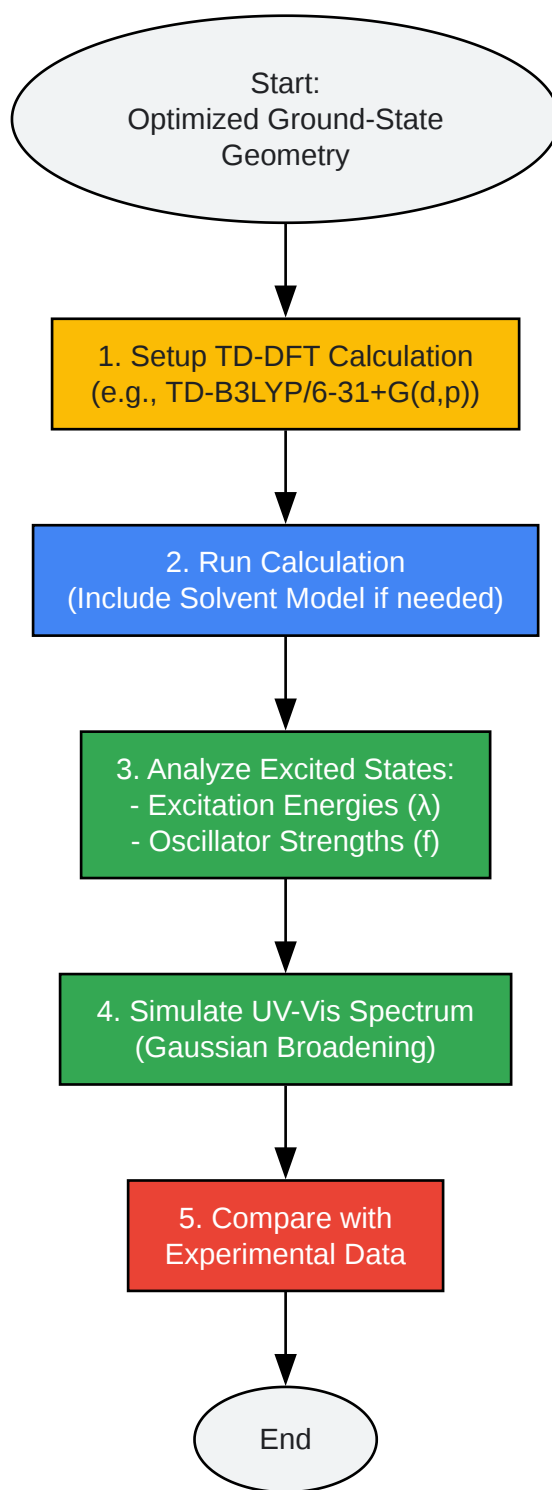 Start:
Optimized Ground-State
Geometry
1. Setup TD-DFT Calculation
(e.g., TD-B3LYP/6-31+G(d,p))
2. Run Calculation
(Include Solvent Model if needed)
3. Analyze Excited States:
- Excitation Energies (λ)
- Oscillator Strengths (f)
4. Simulate UV-Vis Spectrum
(Gaussian Broadening)
5. Compare with
Experimental Data
End